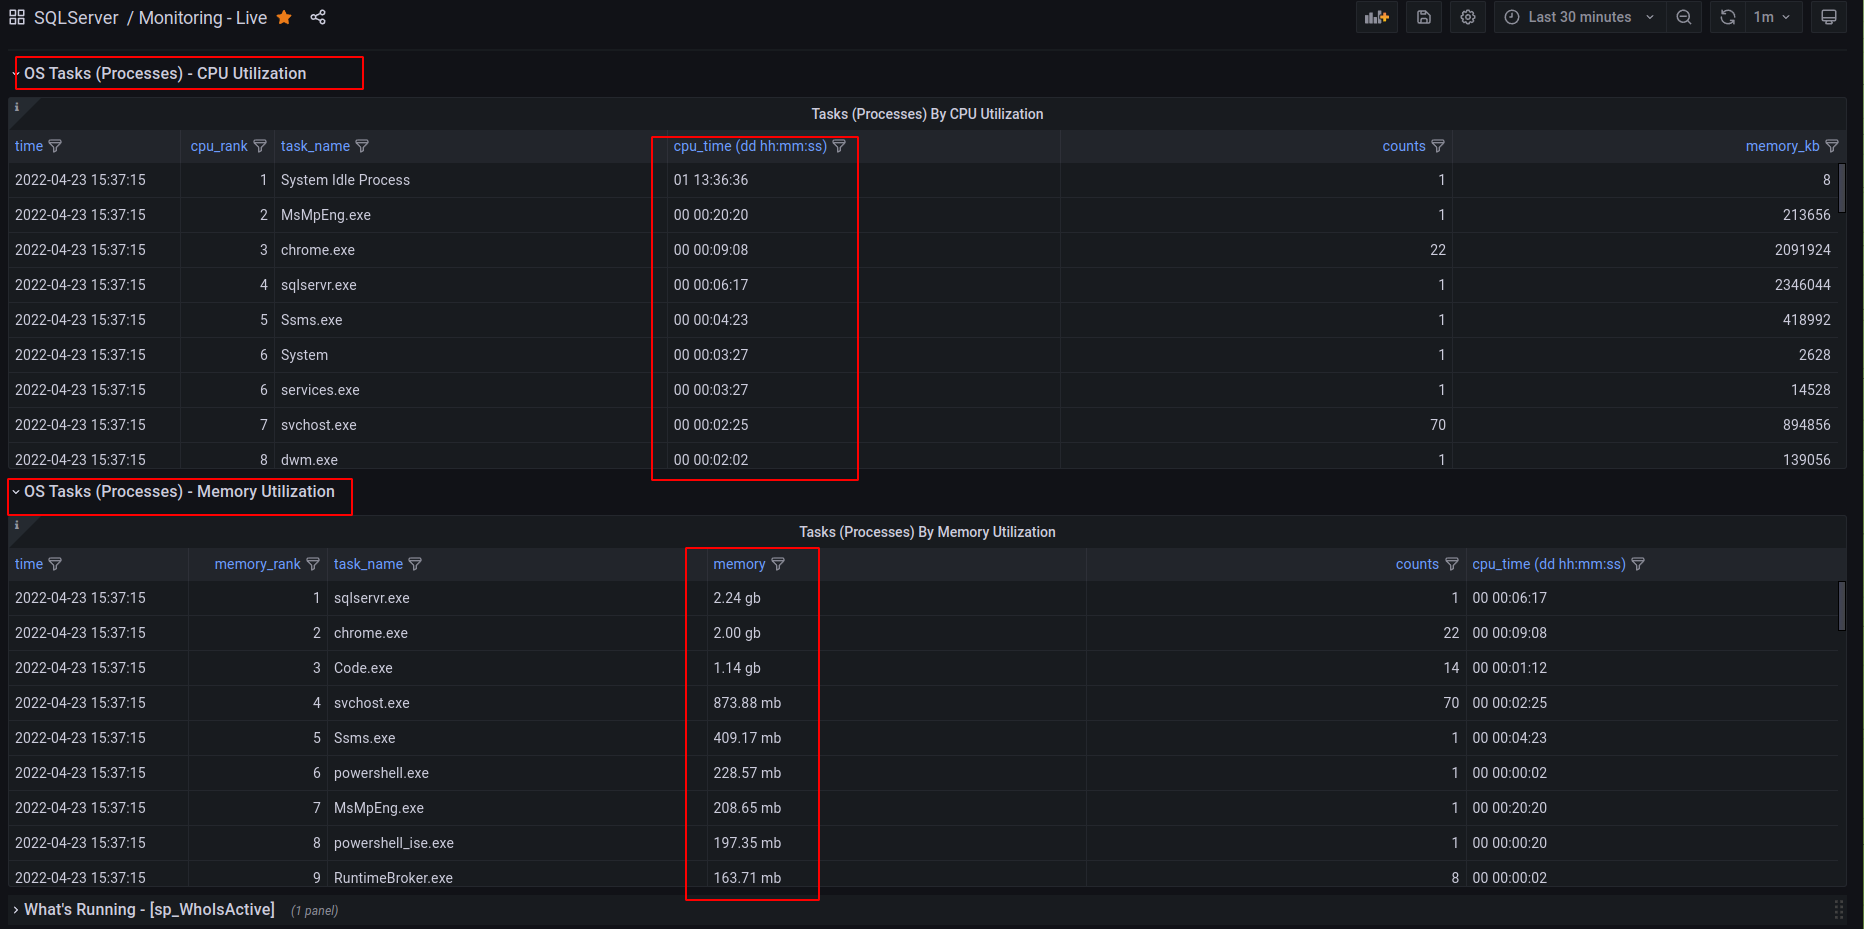 SQLServer / Monitoring - Live
Last 30 minutes
1m
OS Tasks (Processes) - CPU Utilization
i
Tasks (Processes) By CPU Utilization
time cpu_rank task_name cpu_time (dd hh:mm:ss) counts memory_kb
2022-04-23 15:37:15 1 System Idle Process 01 13:36:36 1 8
2022-04-23 15:37:15 2 MsMpEng.exe 00 00:20:20 1 213656
2022-04-23 15:37:15 3 chrome.exe 00 00:09:08 22 2091924
2022-04-23 15:37:15 4 sqlservr.exe 00 00:06:17 1 2346044
2022-04-23 15:37:15 5 Ssms.exe 00 00:04:23 1 418992
2022-04-23 15:37:15 6 System 00 00:03:27 1 2628
2022-04-23 15:37:15 6 services.exe 00 00:03:27 1 14528
2022-04-23 15:37:15 7 svchost.exe 00 00:02:25 70 894856
2022-04-23 15:37:15 8 dwm.exe 00 00:02:02 1 139056
OS Tasks (Processes) - Memory Utilization
i
Tasks (Processes) By Memory Utilization
time memory_rank task_name memory counts cpu_time (dd hh:mm:ss)
2022-04-23 15:37:15 1 sqlservr.exe 2.24 gb 1 00 00:06:17
2022-04-23 15:37:15 2 chrome.exe 2.00 gb 22 00 00:09:08
2022-04-23 15:37:15 3 Code.exe 1.14 gb 14 00 00:01:12
2022-04-23 15:37:15 4 svchost.exe 873.88 mb 70 00 00:02:25
2022-04-23 15:37:15 5 Ssms.exe 409.17 mb 1 00 00:04:23
2022-04-23 15:37:15 6 powershell.exe 228.57 mb 1 00 00:00:02
2022-04-23 15:37:15 7 MsMpEng.exe 208.65 mb 1 00 00:20:20
2022-04-23 15:37:15 8 powershell_ise.exe 197.35 mb 1 00 00:00:20
2022-04-23 15:37:15 9 RuntimeBroker.exe 163.71 mb 8 00 00:00:02
What's Running - [sp_WhoIsActive] (1 panel)